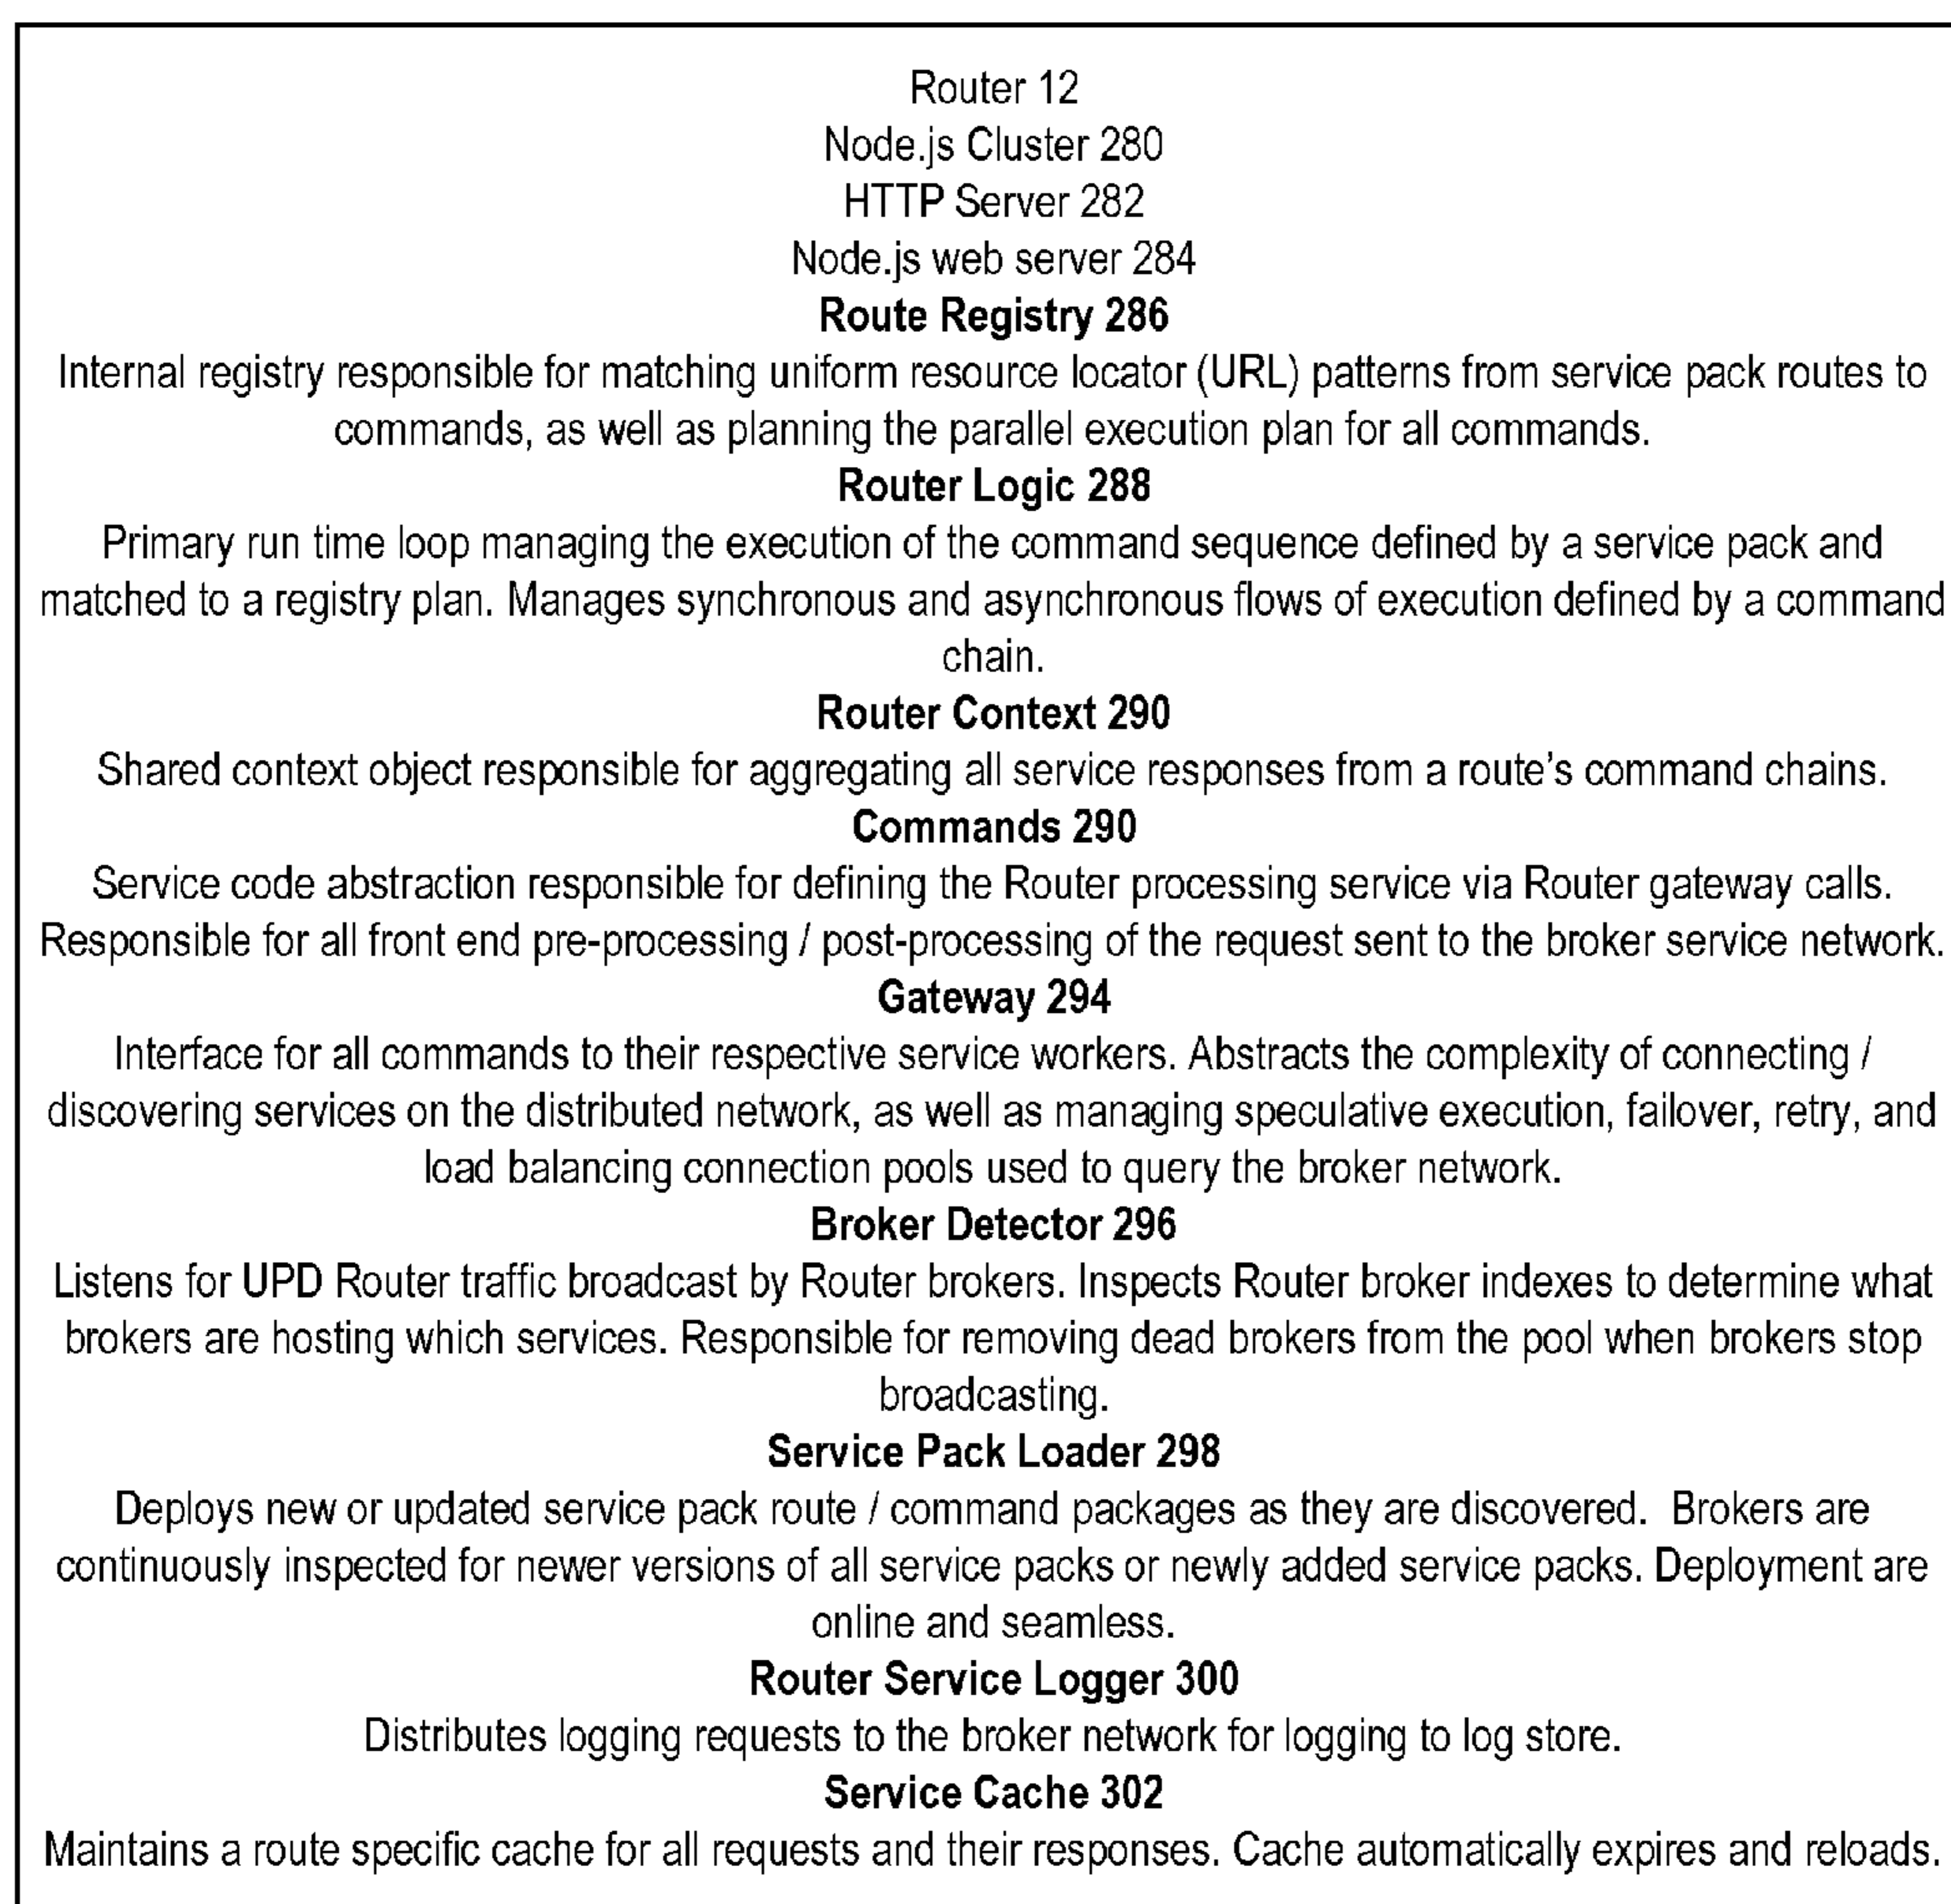 Router 12
Node.js Cluster 280
HTTP Server 282
Node.js web server 284
Route Registry 286
Internal registry responsible for matching uniform resource locator (URL) patterns from service pack routes to
commands, as well as planning the parallel execution plan for all commands.
Router Logic 288
Primary run time loop managing the execution of the command sequence defined by a service pack and
matched to a registry plan. Manages synchronous and asynchronous flows of execution defined by a command
chain.
Router Context 290
Shared context object responsible for aggregating all service responses from a route's command chains.
Commands 290
Service code abstraction responsible for defining the Router processing service via Router gateway calls.
Responsible for all front end pre-processing / post-processing of the request sent to the broker service network.
Gateway 294
Interface for all commands to their respective service workers. Abstracts the complexity of connecting /
discovering services on the distributed network, as well as managing speculative execution, failover, retry, and
load balancing connection pools used to query the broker network.
Broker Detector 296
Listens for UPD Router traffic broadcast by Router brokers. Inspects Router broker indexes to determine what
brokers are hosting which services. Responsible for removing dead brokers from the pool when brokers stop
broadcasting.
Service Pack Loader 298
Deploys new or updated service pack route / command packages as they are discovered.  Brokers are
continuously inspected for newer versions of all service packs or newly added service packs. Deployment are
online and seamless.
Router Service Logger 300
Distributes logging requests to the broker network for logging to log store.
Service Cache 302
Maintains a route specific cache for all requests and their responses. Cache automatically expires and reloads.